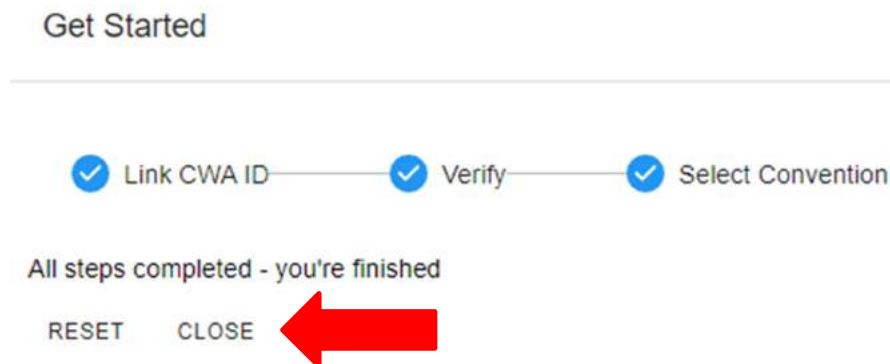 Get Started
Link CWA ID Verify Select Convention
All steps completed - you're finished
RESET CLOSE